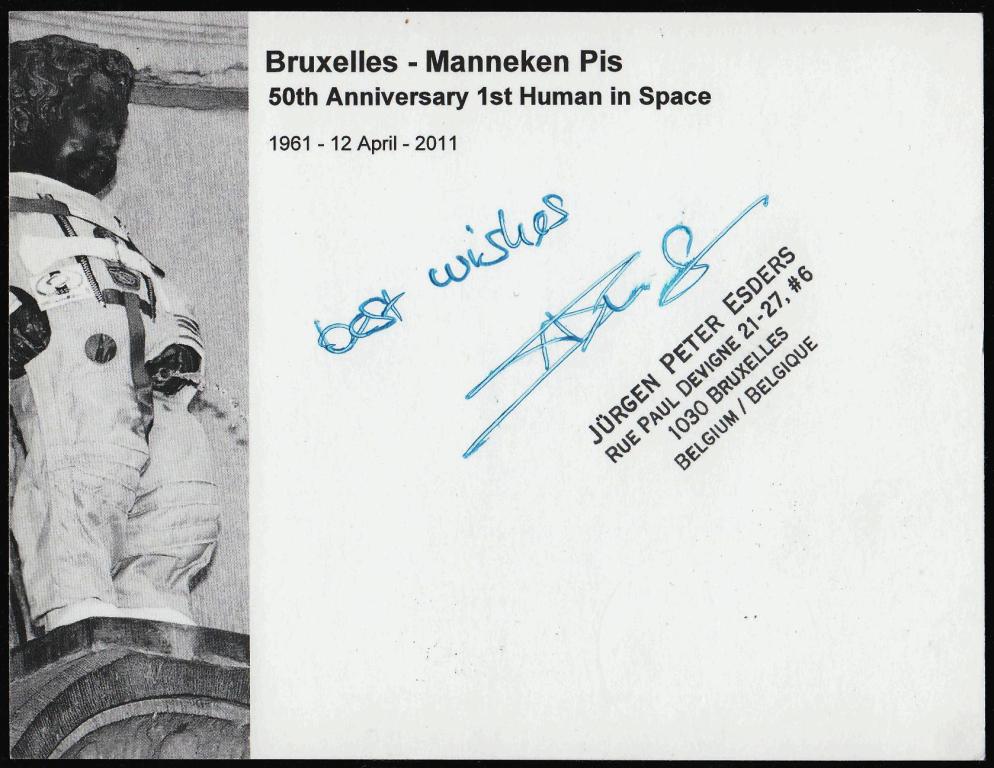 Bruxelles - Manneken Pis
50th Anniversary 1st Human in Space
1961 - 12 April - 2011
best wishes
JÜRGEN PETER ESDERS
RUE PAUL DEVIGNE 21-27, #6
1030 BRUXELLES
BELGIUM / BELGIQUE